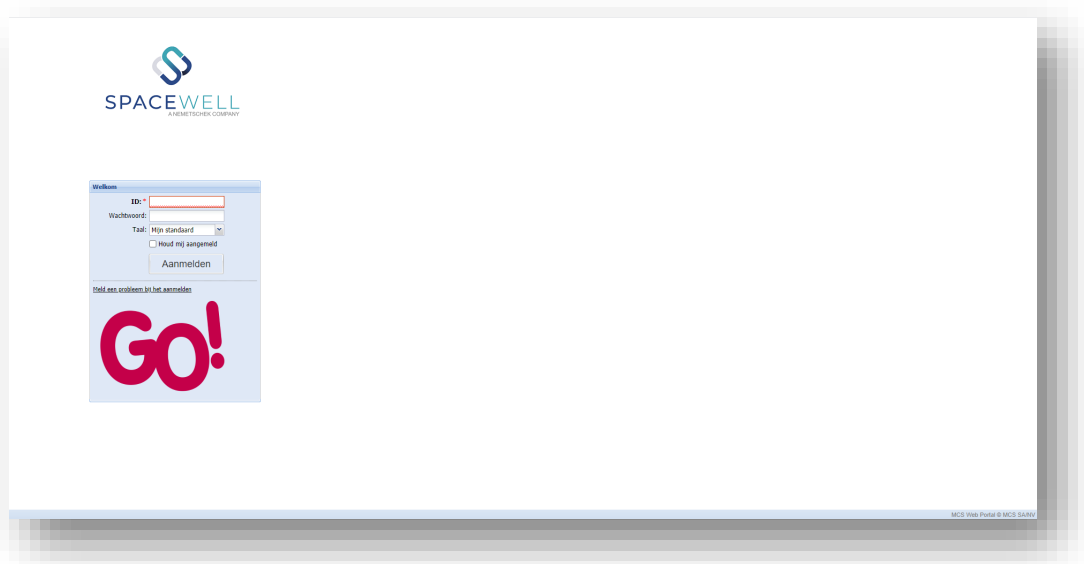 SPACEWELL
A NEMETSCHEK COMPANY
Welkom
ID: *
Wachtwoord:
Taal: Mijn standaard
Houd mij aangemeld
Aanmelden
Meld een probleem bij het aanmelden
Go!
MCS Web Portal © MCS SA/NV